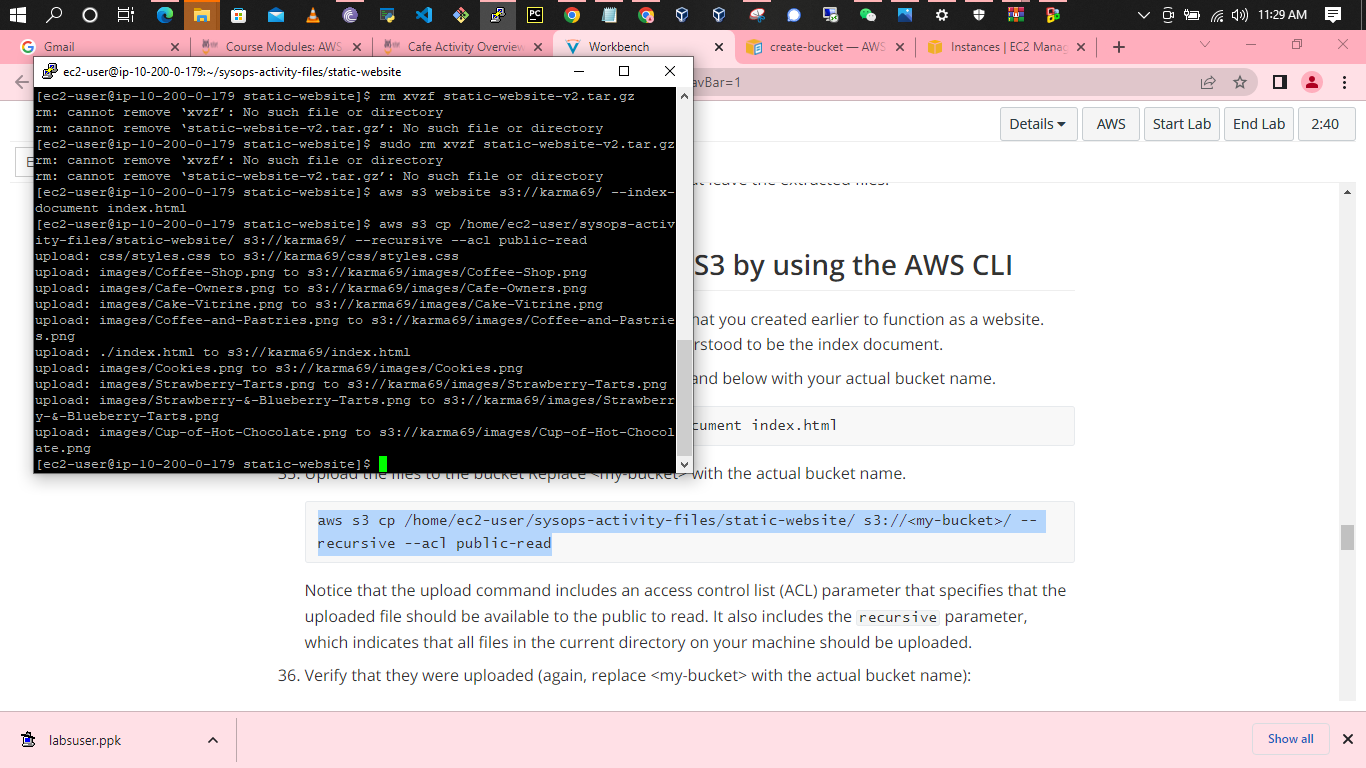 11:29 AM
Gmail
Course Modules: AWS
Cafe Activity Overview
Workbench
create-bucket — AWS
Instances | EC2 Manag
ec2-user@ip-10-200-0-179:~/sysops-activity-files/static-website
avBar=1
[ec2-user@ip-10-200-0-179 static-website]$ rm xvzf static-website-v2.tar.gz
rm: cannot remove ‘xvzf’: No such file or directory
rm: cannot remove ‘static-website-v2.tar.gz’: No such file or directory
[ec2-user@ip-10-200-0-179 static-website]$ sudo rm xvzf static-website-v2.tar.gz
rm: cannot remove ‘xvzf’: No such file or directory
rm: cannot remove ‘static-website-v2.tar.gz’: No such file or directory
[ec2-user@ip-10-200-0-179 static-website]$ aws s3 website s3://karma69/ --index-
document index.html
[ec2-user@ip-10-200-0-179 static-website]$ aws s3 cp /home/ec2-user/sysops-activ
ity-files/static-website/ s3://karma69/ --recursive --acl public-read
upload: css/styles.css to s3://karma69/css/styles.css
upload: images/Coffee-Shop.png to s3://karma69/images/Coffee-Shop.png
upload: images/Cafe-Owners.png to s3://karma69/images/Cafe-Owners.png
upload: images/Cake-Vitrine.png to s3://karma69/images/Cake-Vitrine.png
upload: images/Coffee-and-Pastries.png to s3://karma69/images/Coffee-and-Pastrie
s.png
upload: ./index.html to s3://karma69/index.html
upload: images/Cookies.png to s3://karma69/images/Cookies.png
upload: images/Strawberry-Tarts.png to s3://karma69/images/Strawberry-Tarts.png
upload: images/Strawberry-&-Blueberry-Tarts.png to s3://karma69/images/Strawberr
y-&-Blueberry-Tarts.png
upload: images/Cup-of-Hot-Chocolate.png to s3://karma69/images/Cup-of-Hot-Chocol
ate.png
[ec2-user@ip-10-200-0-179 static-website]$
Details
AWS
Start Lab
End Lab
2:40
leave the extracted files.
S3 by using the AWS CLI
hat you created earlier to function as a website.
rstood to be the index document.
and below with your actual bucket name.
cument index.html
35. Upload the files to the bucket Replace <my-bucket> with the actual bucket name.
aws s3 cp /home/ec2-user/sysops-activity-files/static-website/ s3://<my-bucket>/ --
recursive --acl public-read
Notice that the upload command includes an access control list (ACL) parameter that specifies that the
uploaded file should be available to the public to read. It also includes the recursive parameter,
which indicates that all files in the current directory on your machine should be uploaded.
36. Verify that they were uploaded (again, replace <my-bucket> with the actual bucket name):
labsuser.ppk
Show all